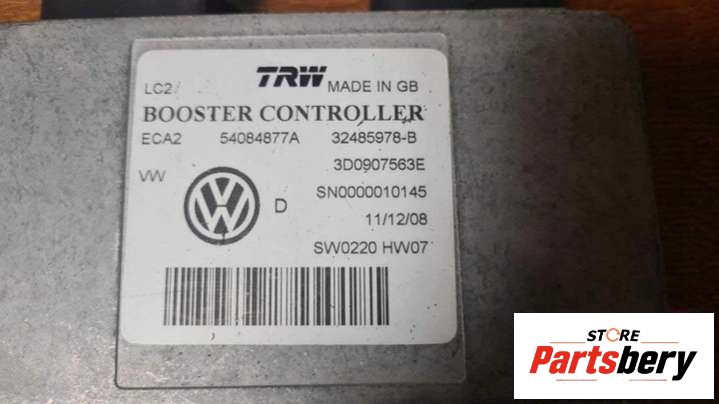 TRW
LC2 MADE IN GB
BOOSTER CONTROLLER
ECA2 54084877A 32485978-B
3D0907563E
VW
D SN0000010145
11/12/08
SW0220 HW07
STORE
Partsbery